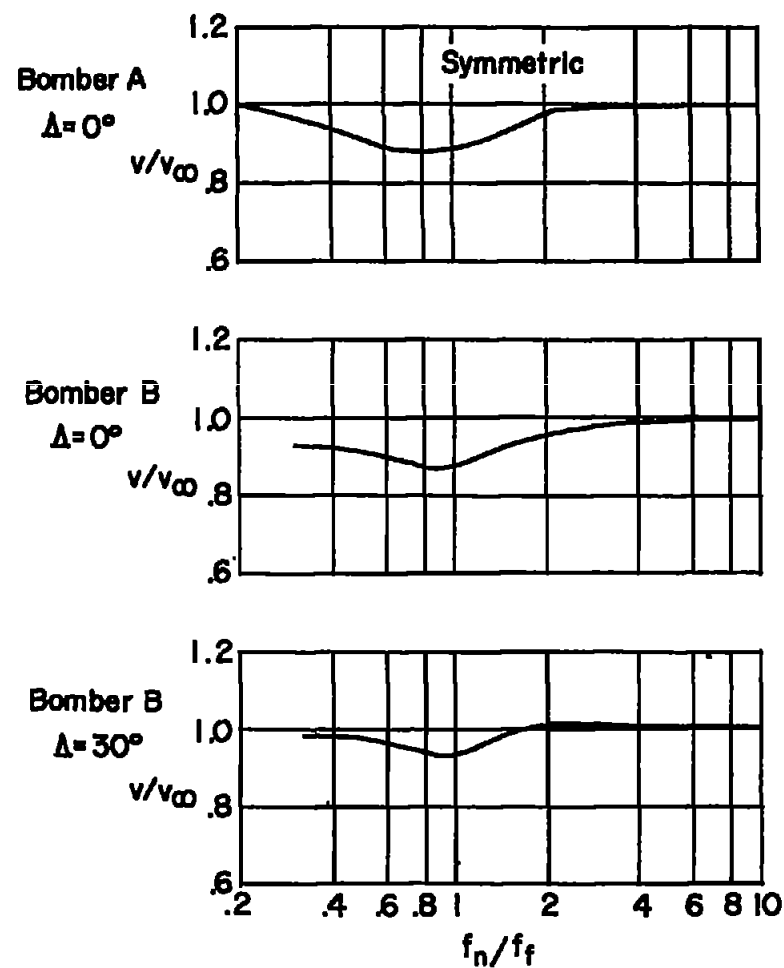 1.2
Symmetric
Bomber A
Λ=0°
1.0
v/v∞
.8
.6
1.2
Bomber B
Λ=0°
1.0
v/v∞
.8
.6
1.2
Bomber B
Λ=30°
1.0
v/v∞
.8
.6
.2 .4 .6 .8 1 2 4 6 8 10
fn/ff